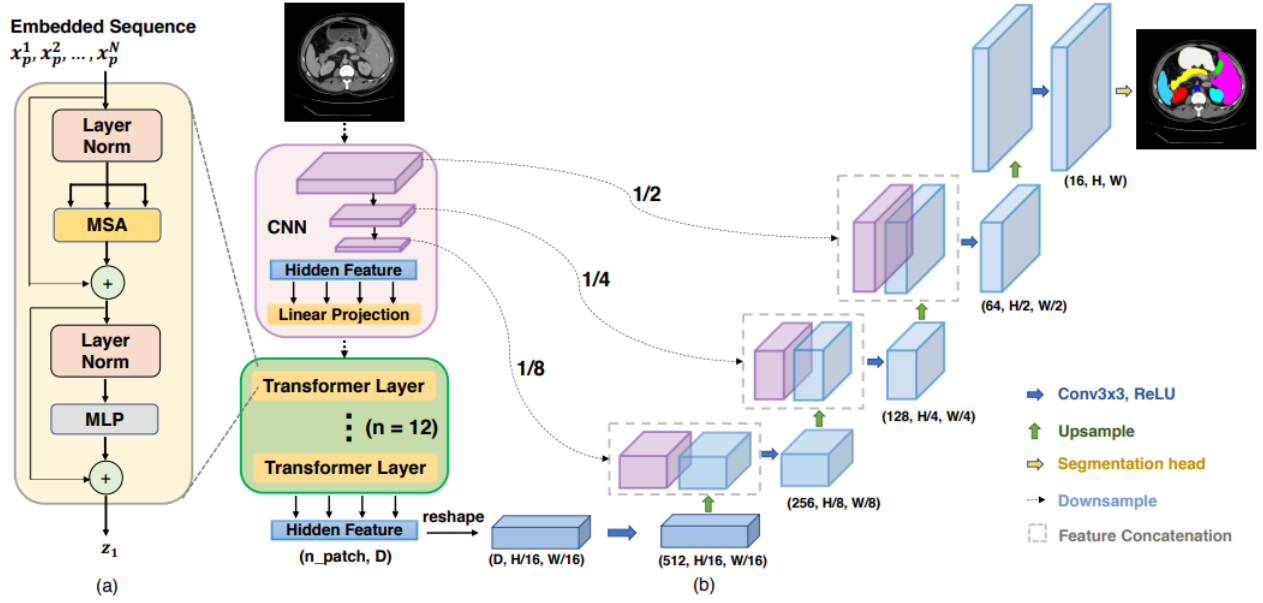 Embedded Sequence
x_p^1, x_p^2, ..., x_p^N
Layer
Norm
MSA
+
Layer
Norm
MLP
+
z_1
(a)
CNN
Hidden Feature
Linear Projection
Transformer Layer
⋮ (n = 12)
Transformer Layer
Hidden Feature
(n_patch, D)
reshape
(D, H/16, W/16)
(512, H/16, W/16)
(b)
1/2
1/4
1/8
(256, H/8, W/8)
(128, H/4, W/4)
(64, H/2, W/2)
(16, H, W)
Conv3x3, ReLU
Upsample
Segmentation head
Downsample
Feature Concatenation